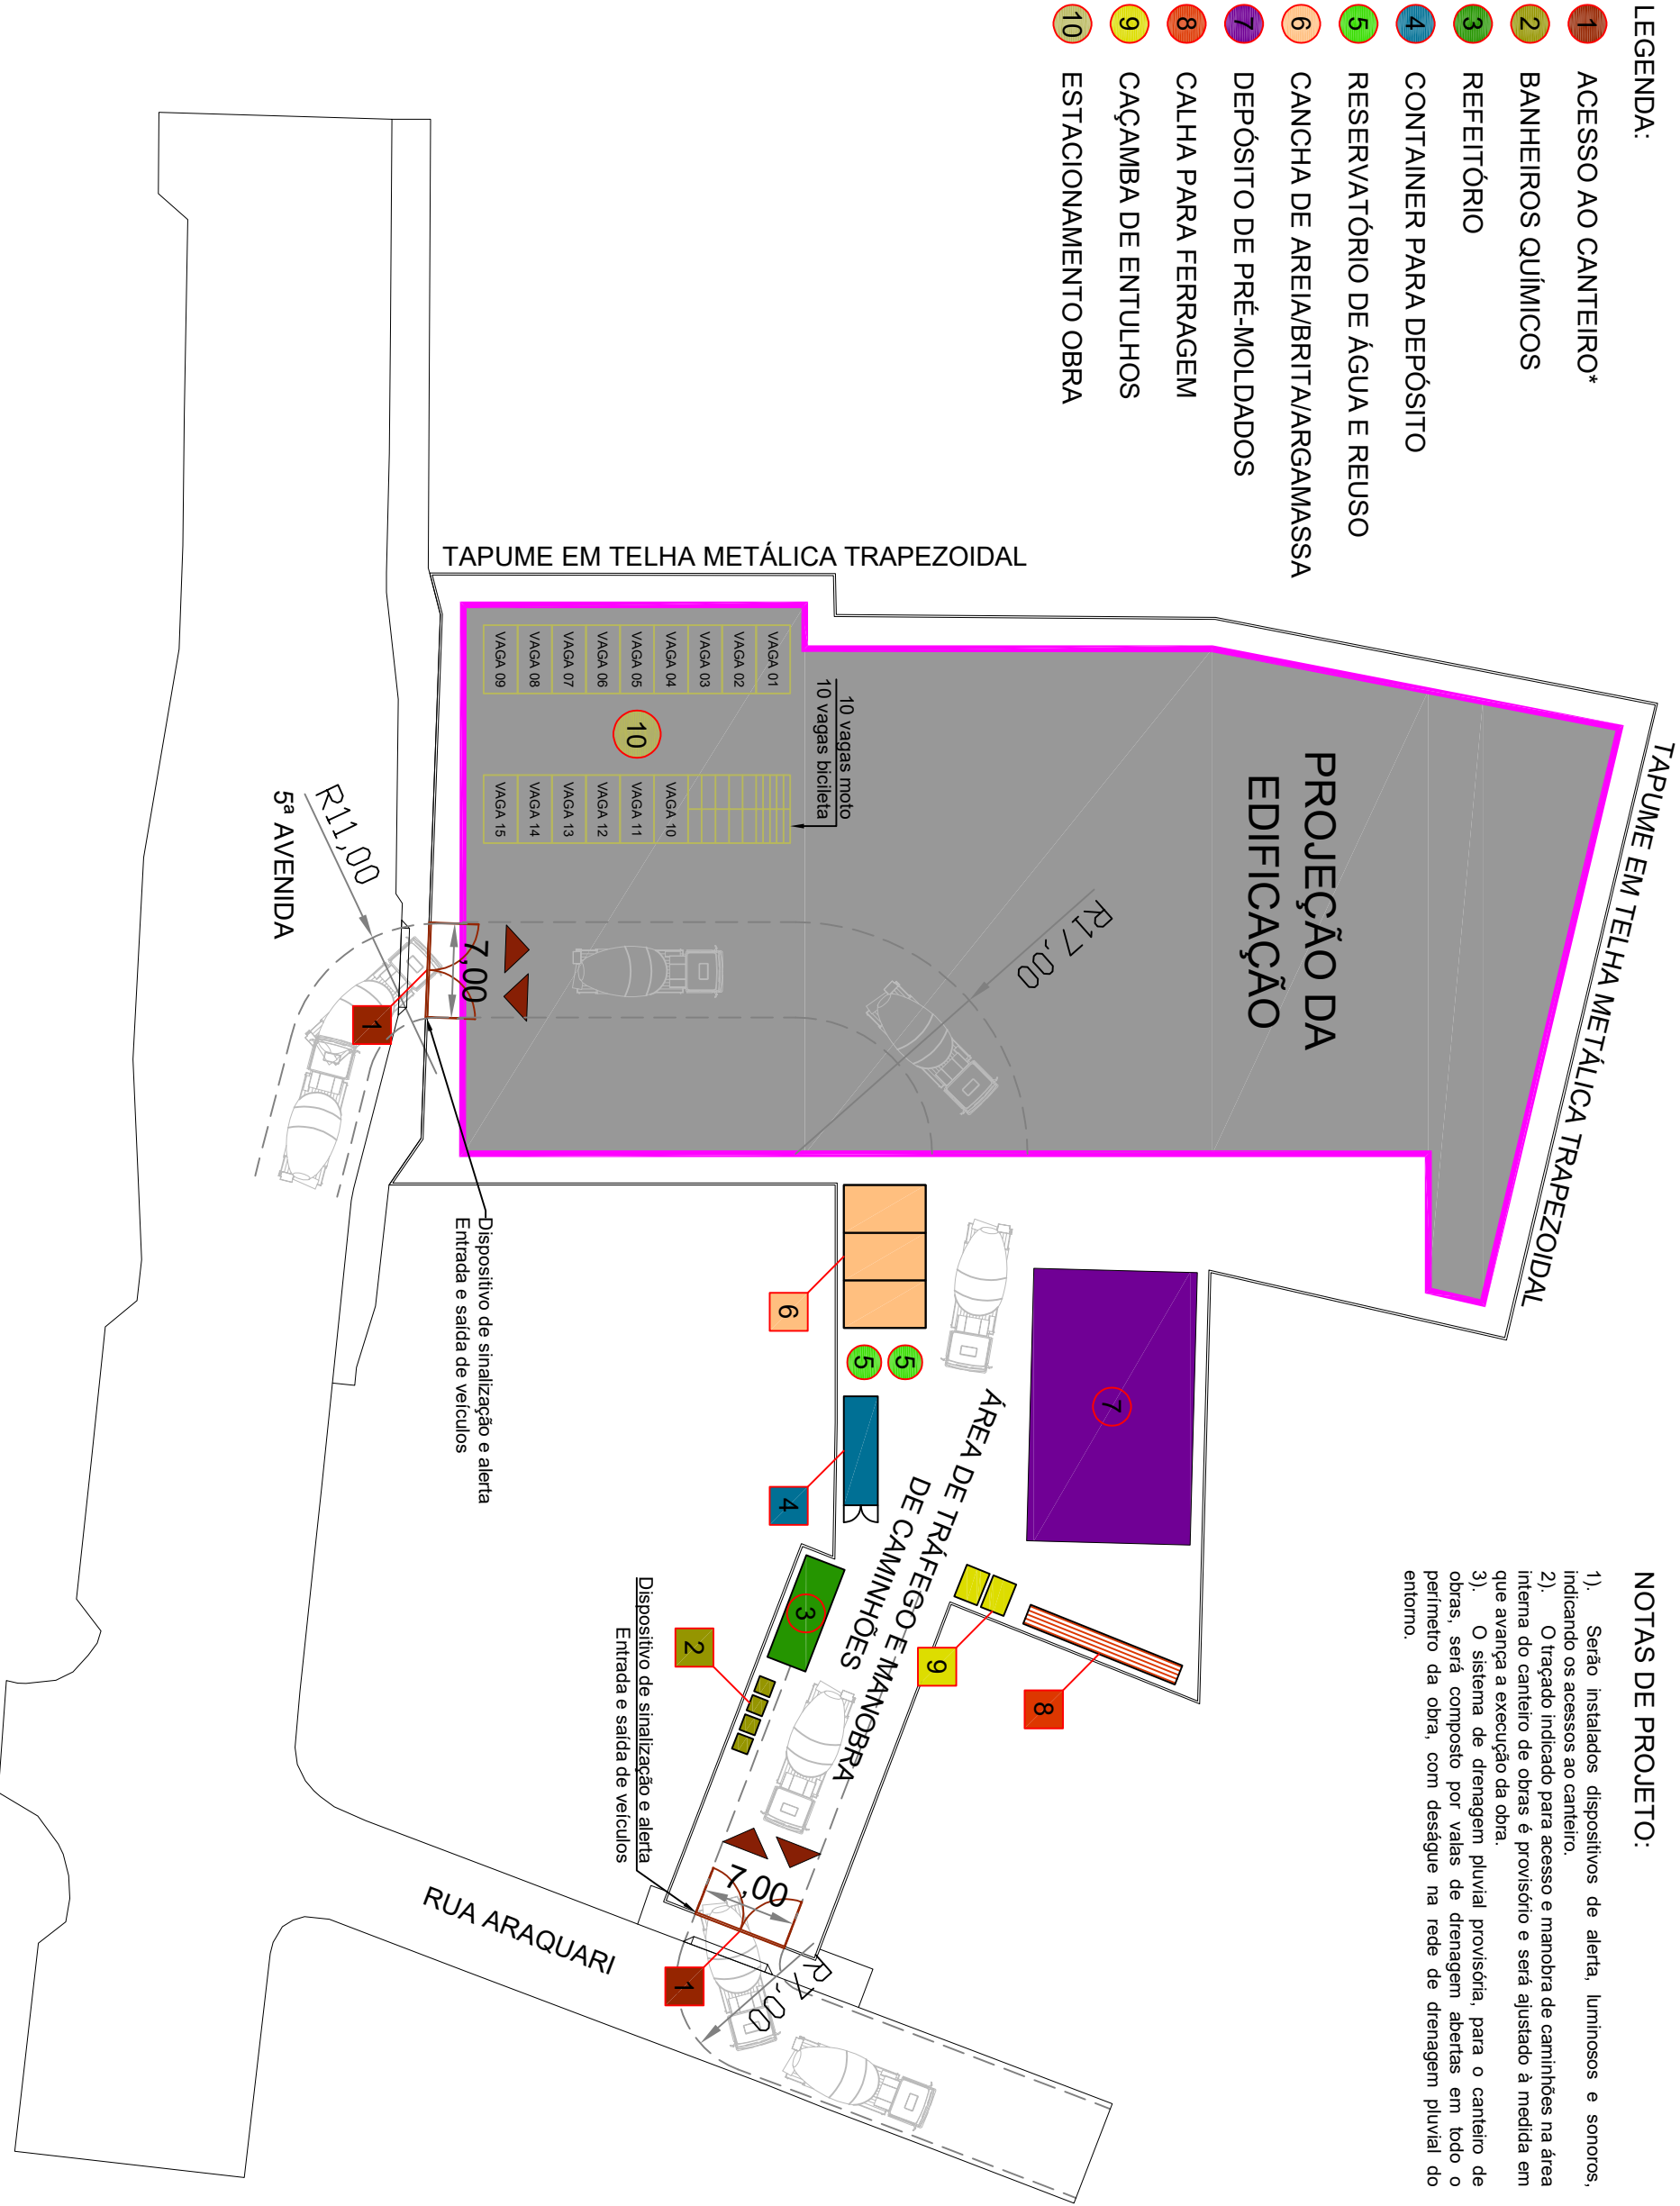 LEGENDA:
1 ACESSO AO CANTEIRO*
2 BANHEIROS QUÍMICOS
3 REFEITÓRIO
4 CONTAINER PARA DEPÓSITO
5 RESERVATÓRIO DE ÁGUA E REUSO
6 CANCHA DE AREIA/BRITA/ARGAMASSA
7 DEPÓSITO DE PRÉ-MOLDADOS
8 CALHA PARA FERRAGEM
9 CAÇAMBA DE ENTULHOS
10 ESTACIONAMENTO OBRA
TAPUME EM TELHA METÁLICA TRAPEZOIDAL
TAPUME EM TELHA METÁLICA TRAPEZOIDAL
PROJEÇÃO DA
EDIFICAÇÃO
R17,00
10 vagas moto
10 vagas bicileta
VAGA 01
VAGA 02
VAGA 03
VAGA 04
VAGA 05
VAGA 06
VAGA 07
VAGA 08
VAGA 09
10
VAGA 10
VAGA 11
VAGA 12
VAGA 13
VAGA 14
VAGA 15
7,00
R11,00
5ª AVENIDA
1
Dispositivo de sinalização e alerta
Entrada e saída de veículos
6
5
5
4
7
ÁREA DE TRÁFEGO E MANOBRA
DE CAMINHÕES
3
2
9
8
Dispositivo de sinalização e alerta
Entrada e saída de veículos
7,00
1
R7,00
RUA ARAQUARI
NOTAS DE PROJETO:
1). Serão instalados dispositivos de alerta, luminosos e sonoros,
indicando os acessos ao canteiro.
2). O traçado indicado para acesso e manobra de caminhões na área
interna do canteiro de obras é provisório e será ajustado à medida em
que avança a execução da obra.
3). O sistema de drenagem pluvial provisória, para o canteiro de
obras, será composto por valas de drenagem abertas em todo o
perímetro da obra, com deságue na rede de drenagem pluvial do
entorno.